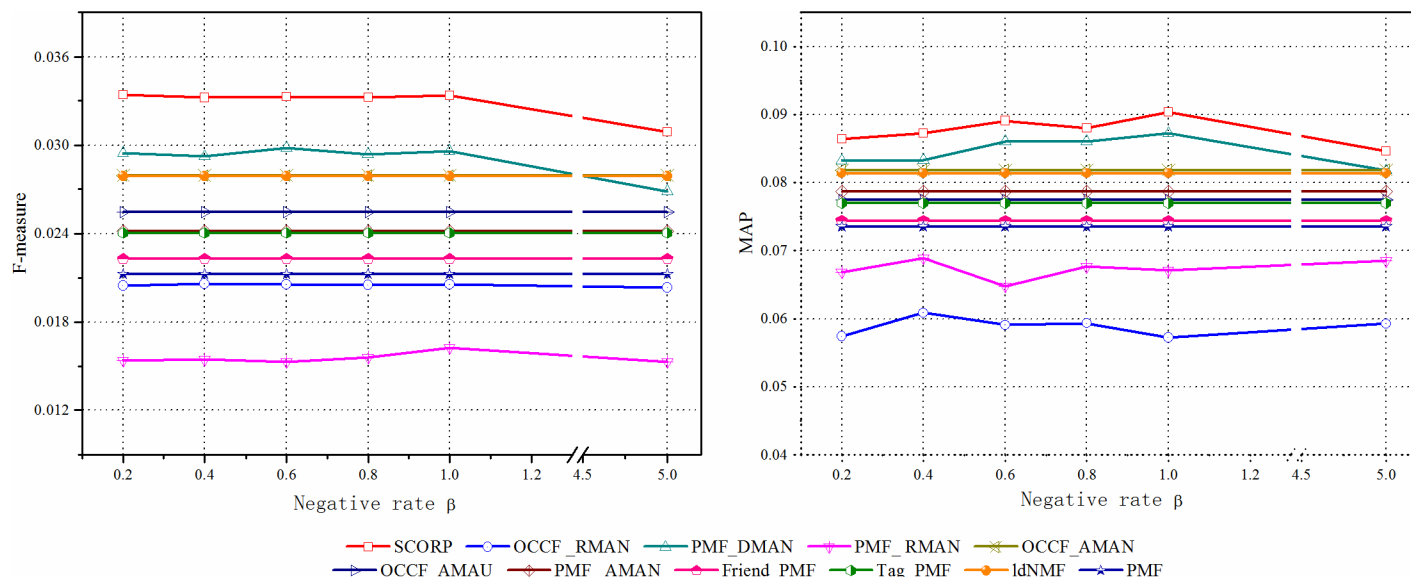 0.036
0.030
0.024
0.018
0.012
F-measure
0.2 0.4 0.6 0.8 1.0 1.2 4.5 5.0
Negative rate β
0.10
0.09
0.08
0.07
0.06
0.05
0.04
MAP
0.2 0.4 0.6 0.8 1.0 1.2 4.5 5.0
Negative rate β
SCORP OCCF_RMAN PMF_DMAN PMF_RMAN OCCF_AMAN
OCCF_AMAU PMF_AMAN Friend_PMF Tag_PMF ldNMF PMF